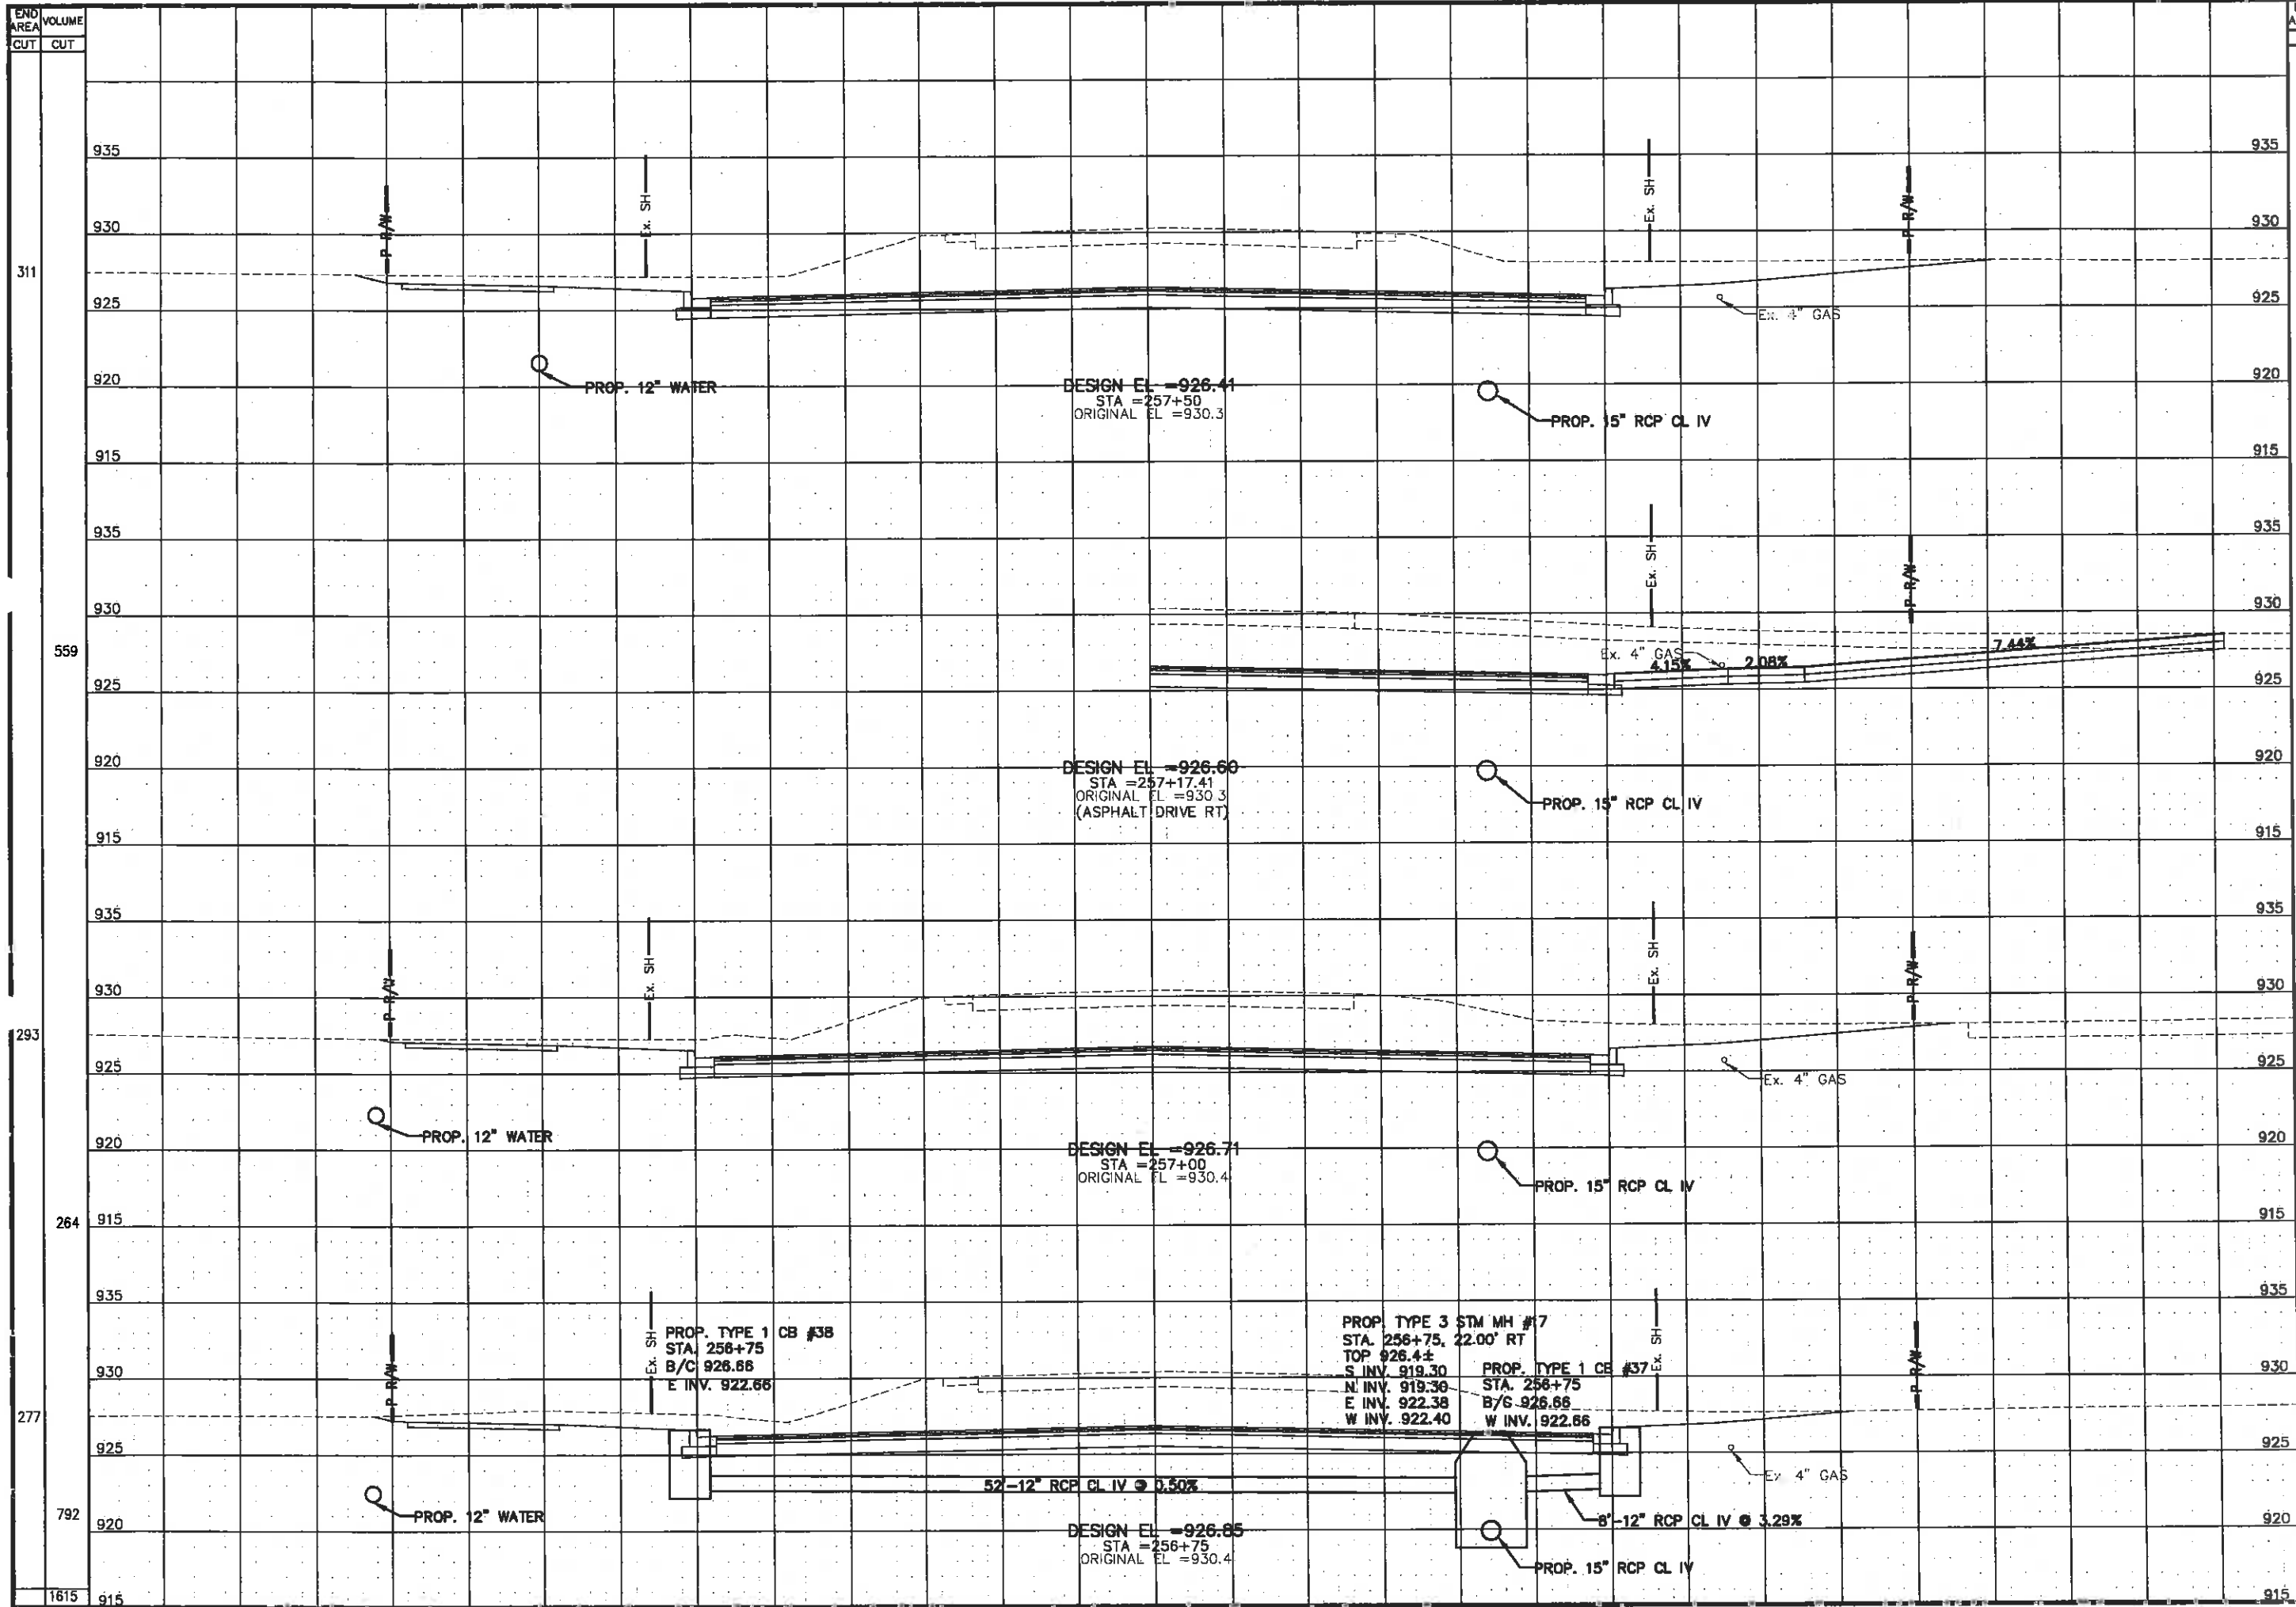 END AREA VOLUME
CUT CUT
935 935
P R/W Ex. SH Ex. SH P R/W
930 930
311
925 925
Ex. 4" GAS
920 920
PROP. 12" WATER
DESIGN EL =926.41
STA =257+50
ORIGINAL EL =930.3
PROP. 15" RCP CL IV
915 915
935 935
Ex. SH P R/W
930 930
559
Ex. 4" GAS
4.15% 2.08% 7.44%
925 925
920 920
DESIGN EL =926.60
STA =257+17.41
ORIGINAL EL =930.3
(ASPHALT DRIVE RT)
PROP. 15" RCP CL IV
915 915
935 935
P R/W Ex. SH Ex. SH P R/W
930 930
293
925 925
Ex. 4" GAS
PROP. 12" WATER
920 920
DESIGN EL =926.71
STA =257+00
ORIGINAL EL =930.4
PROP. 15" RCP CL IV
264
915 915
935 935
P R/W Ex. SH Ex. SH P R/W
PROP. TYPE 1 CB #38
STA. 256+75
B/C 926.66
E INV. 922.66
PROP. TYPE 3 STM MH #17
STA. 256+75, 22.00' RT
TOP 926.4±
S INV. 919.30
N INV. 919.30
E INV. 922.38
W INV. 922.40
PROP. TYPE 1 CB #37
STA. 256+75
B/C 926.66
W INV. 922.66
930 930
277
925 925
Ex. 4" GAS
52'-12" RCP CL IV @ 0.50%
PROP. 12" WATER
8'-12" RCP CL IV @ 3.29%
792
920 920
DESIGN EL =926.85
STA =256+75
ORIGINAL EL =930.4
PROP. 15" RCP CL IV
1615
915 915